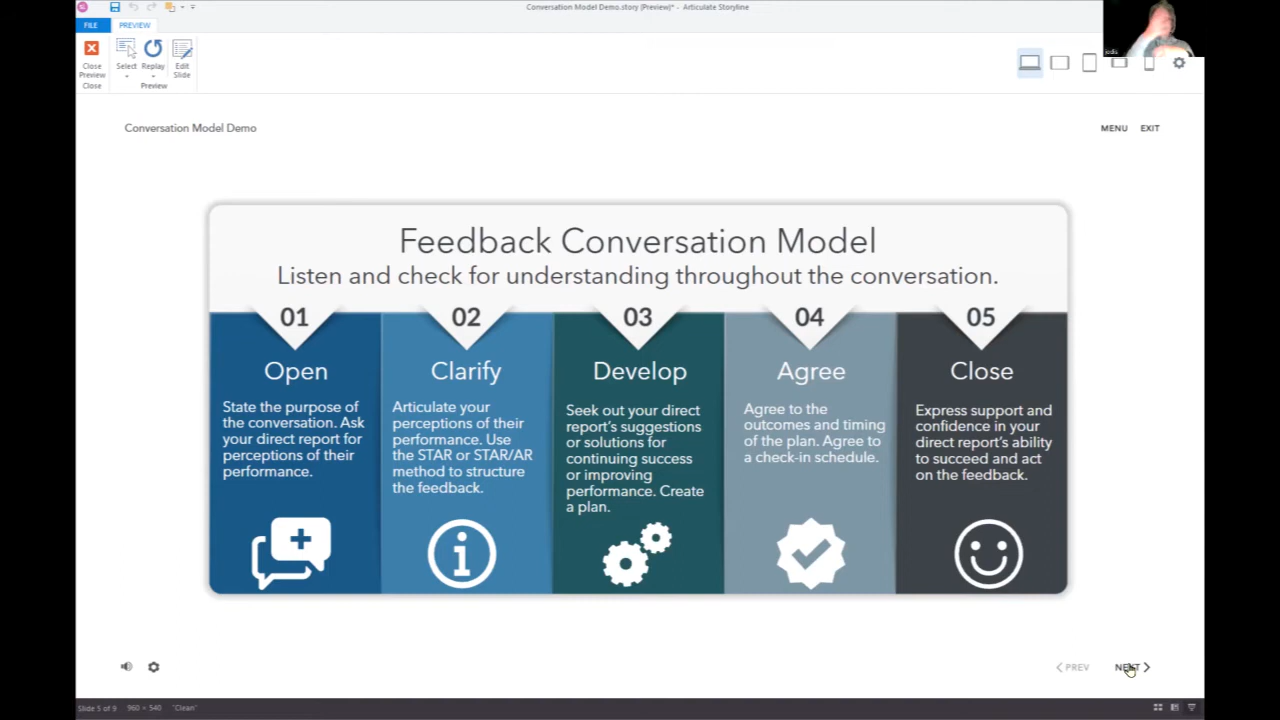 Conversation Model Demo.story (Preview)* - Articulate Storyline
FILE
PREVIEW
Close
Preview
Select
Replay
Edit
Slide
Close
Preview
jodis
Conversation Model Demo
MENU
EXIT
Feedback Conversation Model
Listen and check for understanding throughout the conversation.
01
02
03
04
05
Open
State the purpose of
the conversation. Ask
your direct report for
perceptions of their
performance.
Clarify
Articulate your
perceptions of their
performance. Use
the STAR or STAR/AR
method to structure
the feedback.
Develop
Seek out your direct
report's suggestions
or solutions for
continuing success
or improving
performance. Create
a plan.
Agree
Agree to the
outcomes and timing
of the plan. Agree to
a check-in schedule.
Close
Express support and
confidence in your
direct report's ability
to succeed and act
on the feedback.
PREV
NEXT
Slide 5 of 9
960 × 540
"Clean"